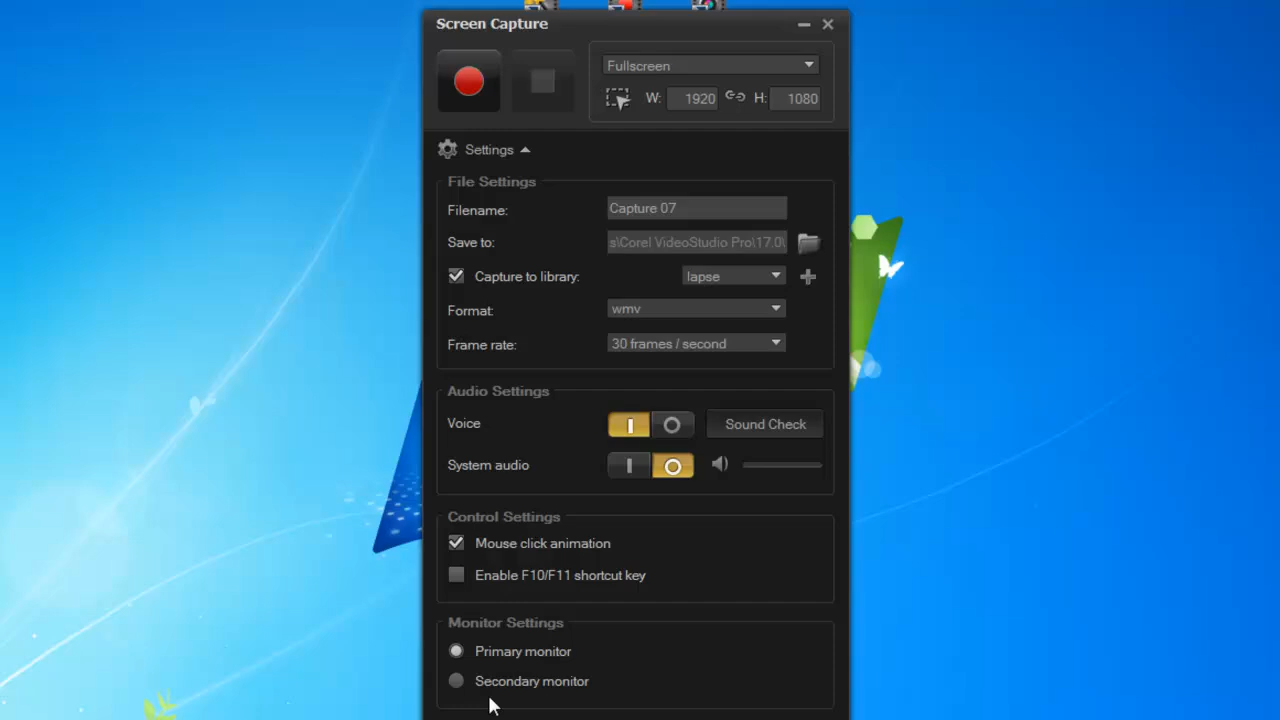 Screen Capture
Fullscreen
W: 1920 H: 1080
Settings
File Settings
Filename: Capture 07
Save to: s\Corel VideoStudio Pro\17.0\
Capture to library: lapse
Format: wmv
Frame rate: 30 frames / second
Audio Settings
Voice Sound Check
System audio
Control Settings
Mouse click animation
Enable F10/F11 shortcut key
Monitor Settings
Primary monitor
Secondary monitor